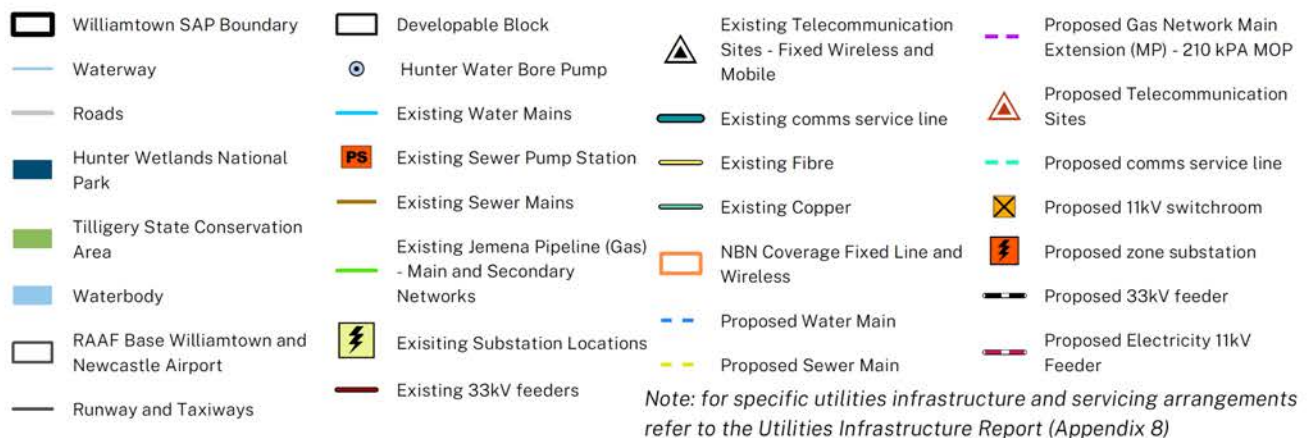 Williamtown SAP Boundary
Waterway
Roads
Hunter Wetlands National
Park
Tilligery State Conservation
Area
Waterbody
RAAF Base Williamtown and
Newcastle Airport
Runway and Taxiways
Developable Block
Hunter Water Bore Pump
Existing Water Mains
PS
Existing Sewer Pump Station
Existing Sewer Mains
Existing Jemena Pipeline (Gas)
- Main and Secondary
Networks
Exisiting Substation Locations
Existing 33kV feeders
Existing Telecommunication
Sites - Fixed Wireless and
Mobile
Existing comms service line
Existing Fibre
Existing Copper
NBN Coverage Fixed Line and
Wireless
Proposed Water Main
Proposed Sewer Main
Proposed Gas Network Main
Extension (MP) - 210 kPA MOP
Proposed Telecommunication
Sites
Proposed comms service line
Proposed 11kV switchroom
Proposed zone substation
Proposed 33kV feeder
Proposed Electricity 11kV
Feeder
Note: for specific utilities infrastructure and servicing arrangements
refer to the Utilities Infrastructure Report (Appendix 8)